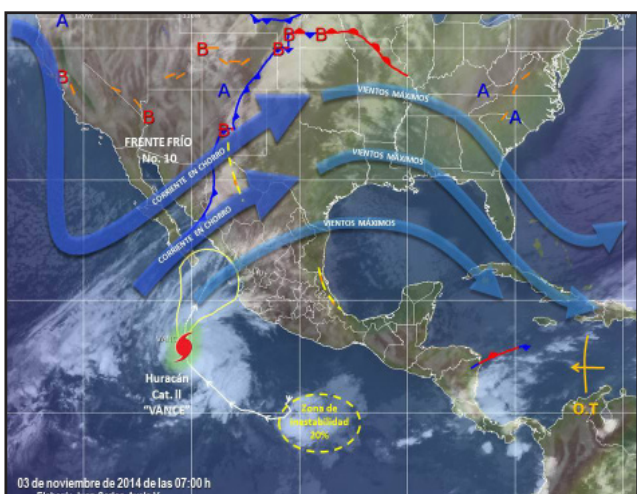 A
B
B
B
B
B
A
B
B
A
A
FRENTE FRÍO
No. 10
CORRIENTE EN CHORRO
CORRIENTE EN CHORRO
VIENTOS MÁXIMOS
VIENTOS MÁXIMOS
VIENTOS MÁXIMOS
Huracán
Cat. II
"VANCE"
Zona de
inestabilidad
20%
O.T
03 de noviembre de 2014 de las 07:00 h